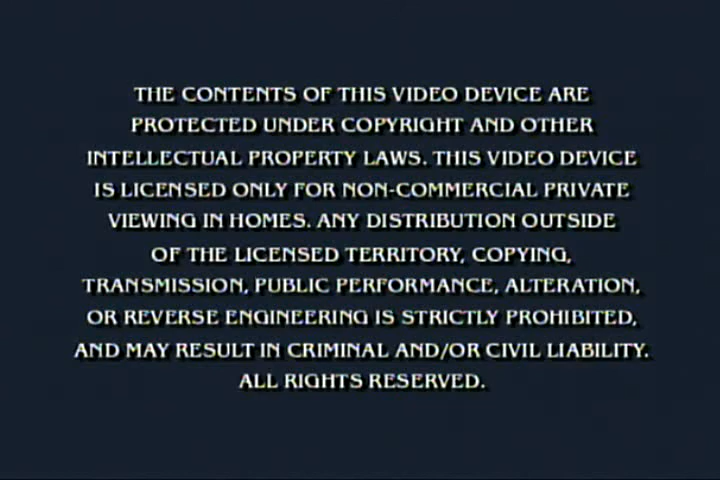 THE CONTENTS OF THIS VIDEO DEVICE ARE
PROTECTED UNDER COPYRIGHT AND OTHER
INTELLECTUAL PROPERTY LAWS. THIS VIDEO DEVICE
IS LICENSED ONLY FOR NON-COMMERCIAL PRIVATE
VIEWING IN HOMES. ANY DISTRIBUTION OUTSIDE
OF THE LICENSED TERRITORY, COPYING,
TRANSMISSION, PUBLIC PERFORMANCE, ALTERATION,
OR REVERSE ENGINEERING IS STRICTLY PROHIBITED,
AND MAY RESULT IN CRIMINAL AND/OR CIVIL LIABILITY.
ALL RIGHTS RESERVED.